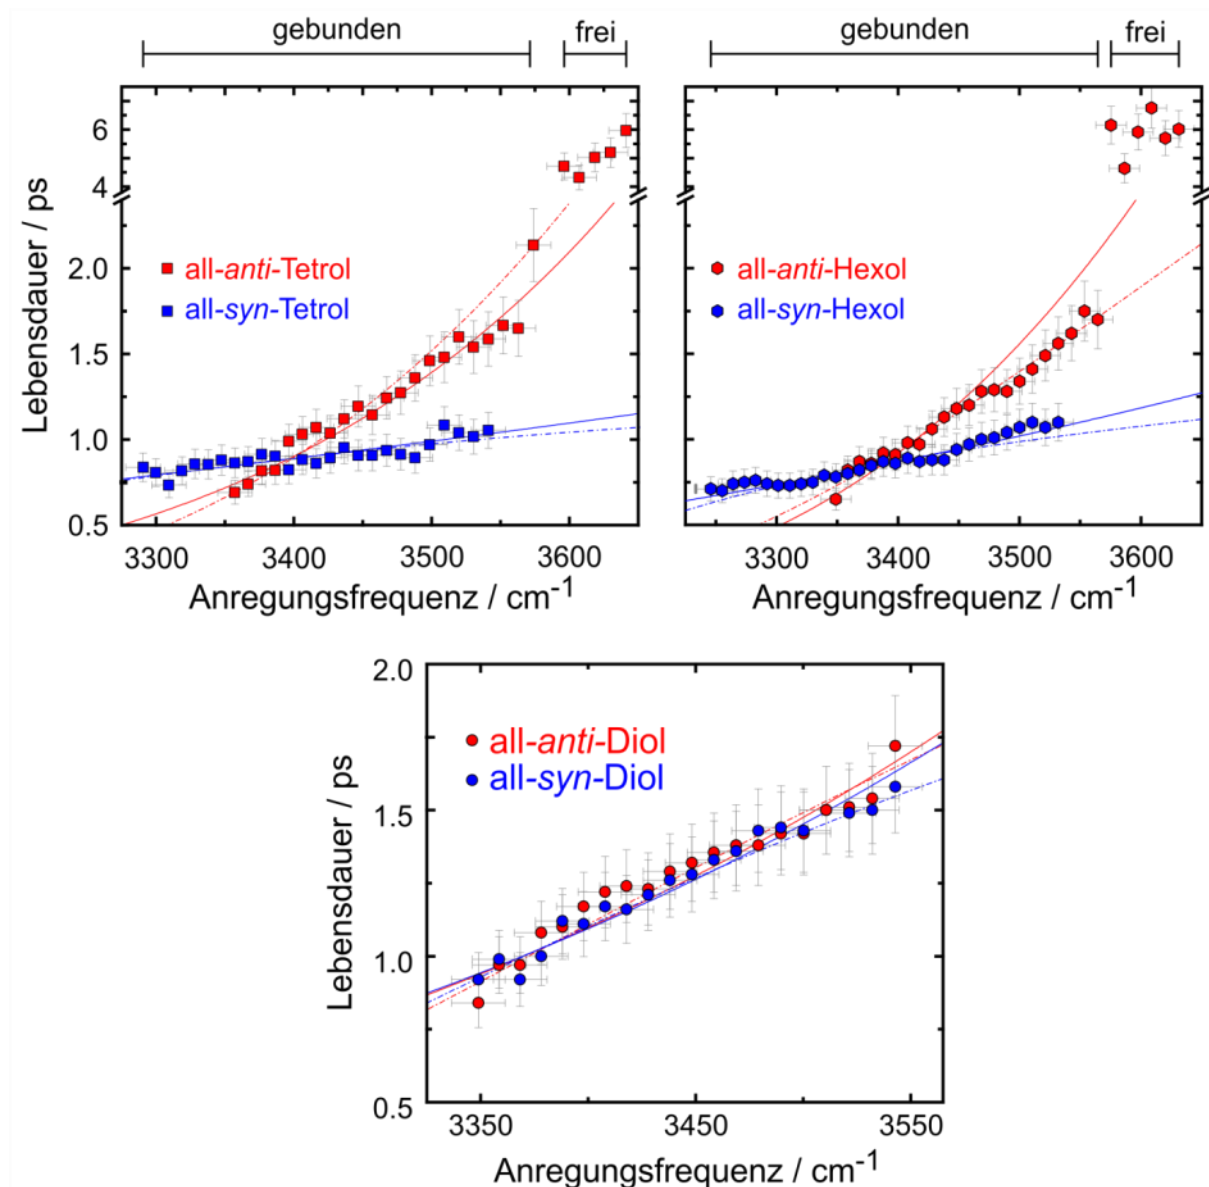 gebunden frei gebunden frei
6
4
2.0
1.5
1.0
0.5
Lebensdauer / ps
all-anti-Tetrol
all-syn-Tetrol
all-anti-Hexol
all-syn-Hexol
3300 3400 3500 3600
Anregungsfrequenz / cm-1
3300 3400 3500 3600
Anregungsfrequenz / cm-1
2.0
1.5
1.0
0.5
Lebensdauer / ps
all-anti-Diol
all-syn-Diol
3350 3450 3550
Anregungsfrequenz / cm-1